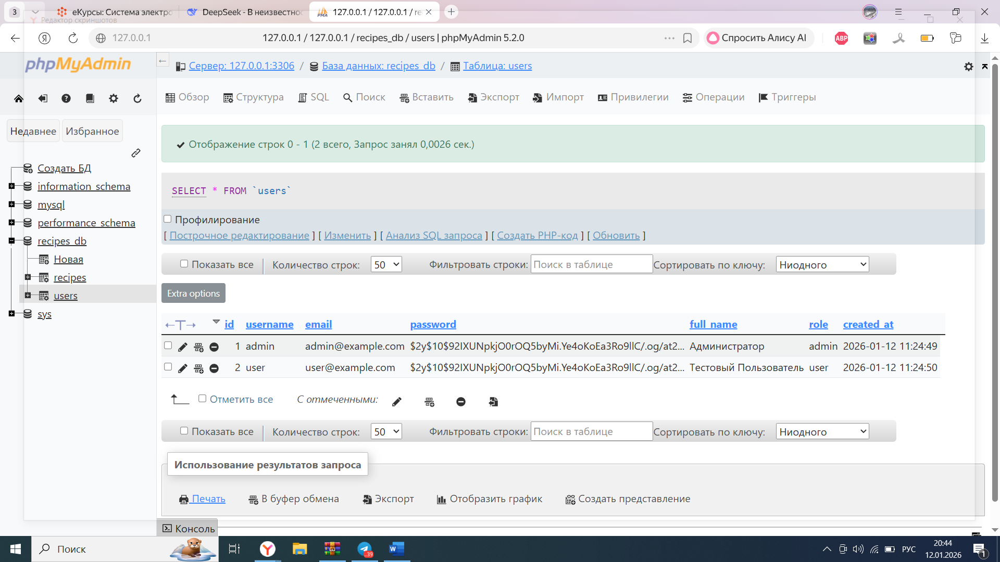 3
еКурсы: Система электро
DeepSeek - В неизвестнос
127.0.0.1 / 127.0.0.1 / re
Редактор скриншотов
127.0.0.1
127.0.0.1 / 127.0.0.1 / recipes_db / users | phpMyAdmin 5.2.0
Спросить Алису AI
ABP
phpMyAdmin
Сервер: 127.0.0.1:3306 / База данных: recipes_db / Таблица: users
Обзор Структура SQL Поиск Вставить Экспорт Импорт Привилегии Операции Триггеры
Недавнее Избранное
Создать БД
information_schema
mysql
performance_schema
recipes_db
Новая
recipes
users
sys
Отображение строк 0 - 1 (2 всего, Запрос занял 0,0026 сек.)
SELECT * FROM `users`
Профилирование
[ Построчное редактирование ] [ Изменить ] [ Анализ SQL запроса ] [ Создать PHP-код ] [ Обновить ]
Показать все Количество строк: 50 Фильтровать строки: Поиск в таблице Сортировать по ключу: Ниодного
Extra options
←T→ id username email password full_name role created_at
1 admin admin@example.com $2y$10$92IXUNpkjO0rOQ5byMi.Ye4oKoEa3Ro9llC/.og/at2... Администратор admin 2026-01-12 11:24:49
2 user user@example.com $2y$10$92IXUNpkjO0rOQ5byMi.Ye4oKoEa3Ro9llC/.og/at2... Тестовый Пользователь user 2026-01-12 11:24:50
Отметить все С отмеченными:
Показать все Количество строк: 50 Фильтровать строки: Поиск в таблице Сортировать по ключу: Ниодного
Использование результатов запроса
Печать В буфер обмена Экспорт Отобразить график Создать представление
Консоль
Поиск
39
РУС
20:44
12.01.2026
1